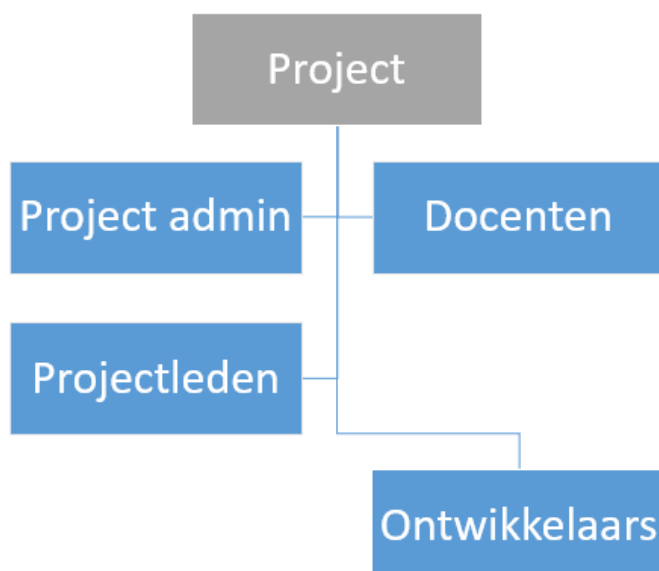 Project
Project admin
Docenten
Projectleden
Ontwikkelaars